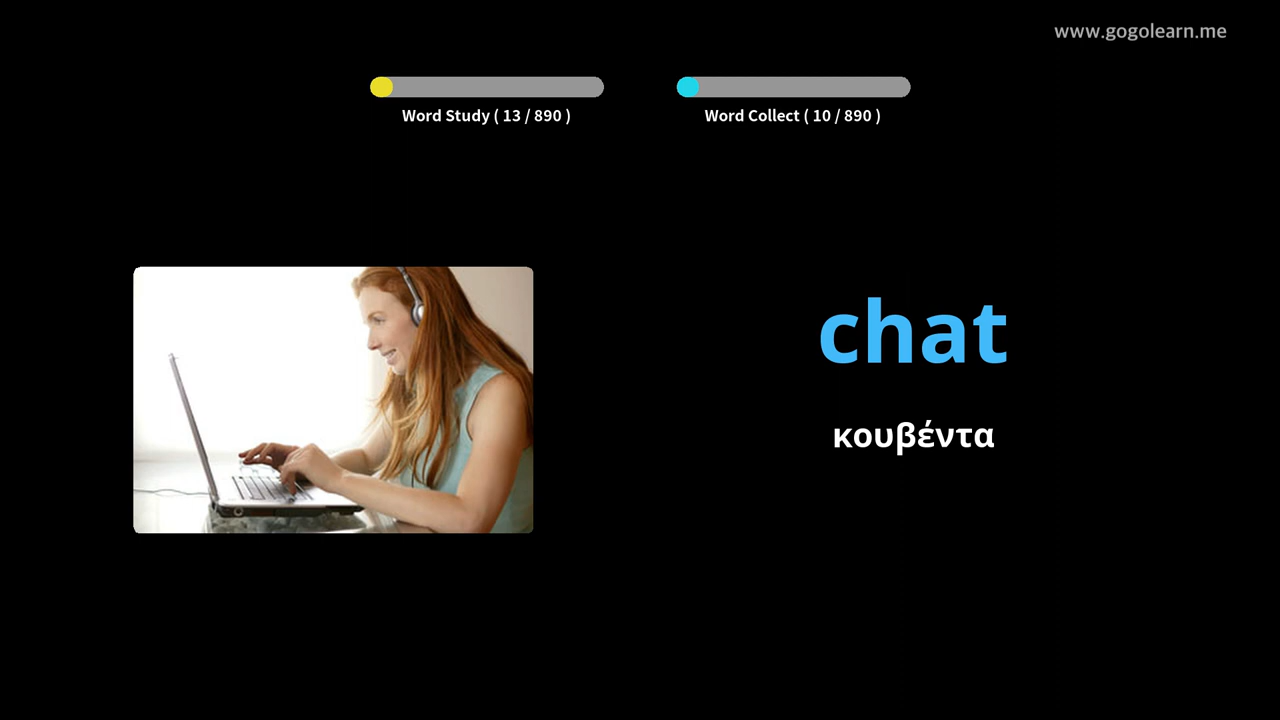 www.gogolearn.me
Word Study ( 13 / 890 )
Word Collect ( 10 / 890 )
chat
κουβέντα